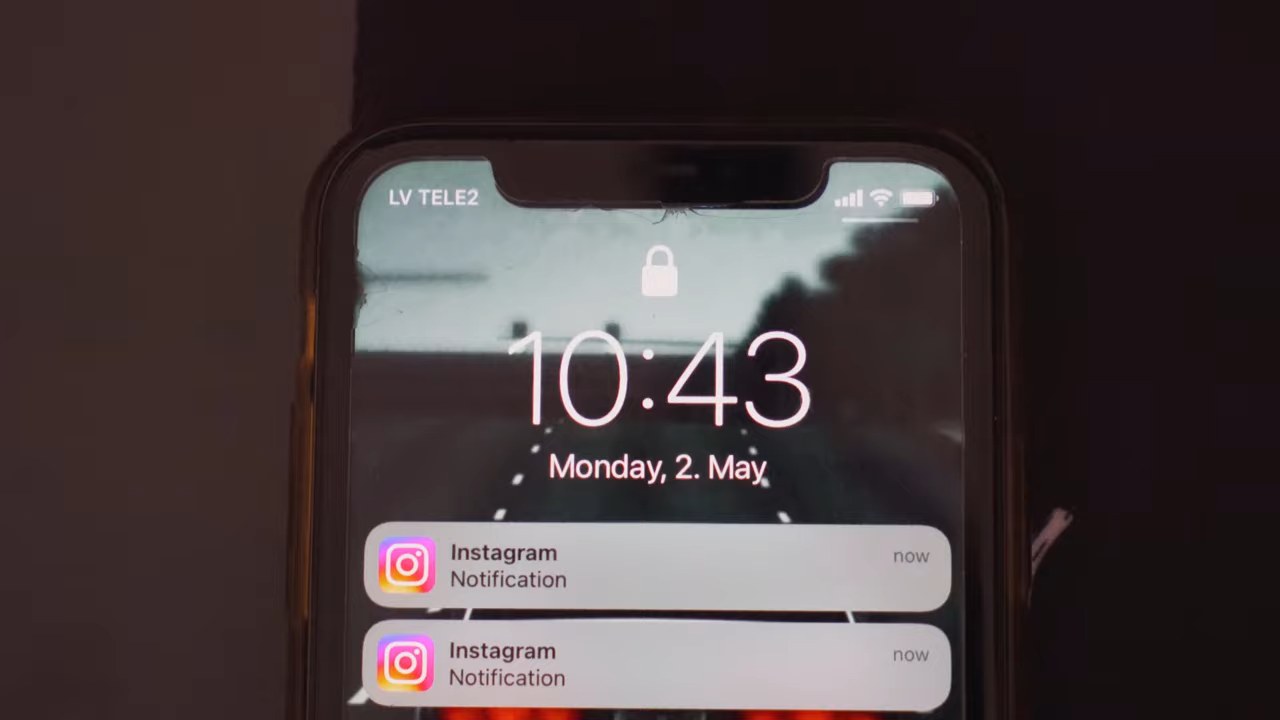 LV TELE2
10:43
Monday, 2. May
Instagram now
Notification
Instagram now
Notification